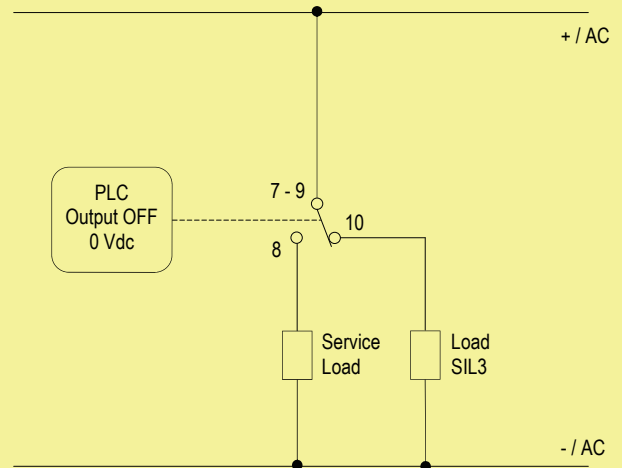 + / AC
PLC
Output OFF
0 Vdc
7 - 9
10
8
Service
Load
Load
SIL3
- / AC